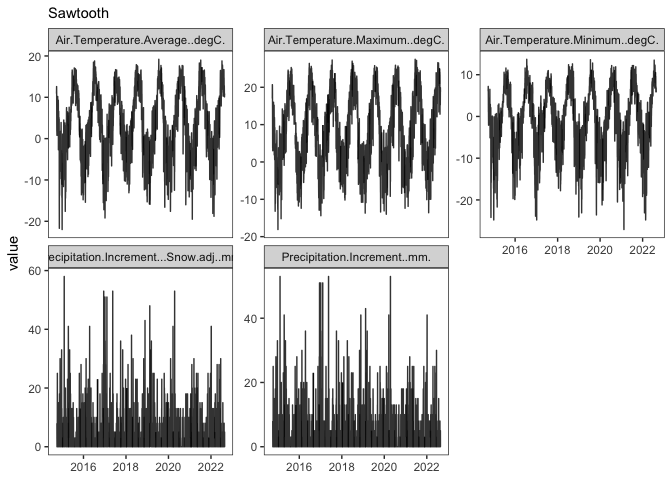 Sawtooth
Air.Temperature.Average..degC.
Air.Temperature.Maximum..degC.
Air.Temperature.Minimum..degC.
20
10
0
-10
-20
20
10
0
-10
-20
10
0
-10
-20
2016 2018 2020 2022
value
ecipitation.Increment...Snow.adj..m
Precipitation.Increment..mm.
60
40
20
0
40
20
0
2016 2018 2020 2022
2016 2018 2020 2022